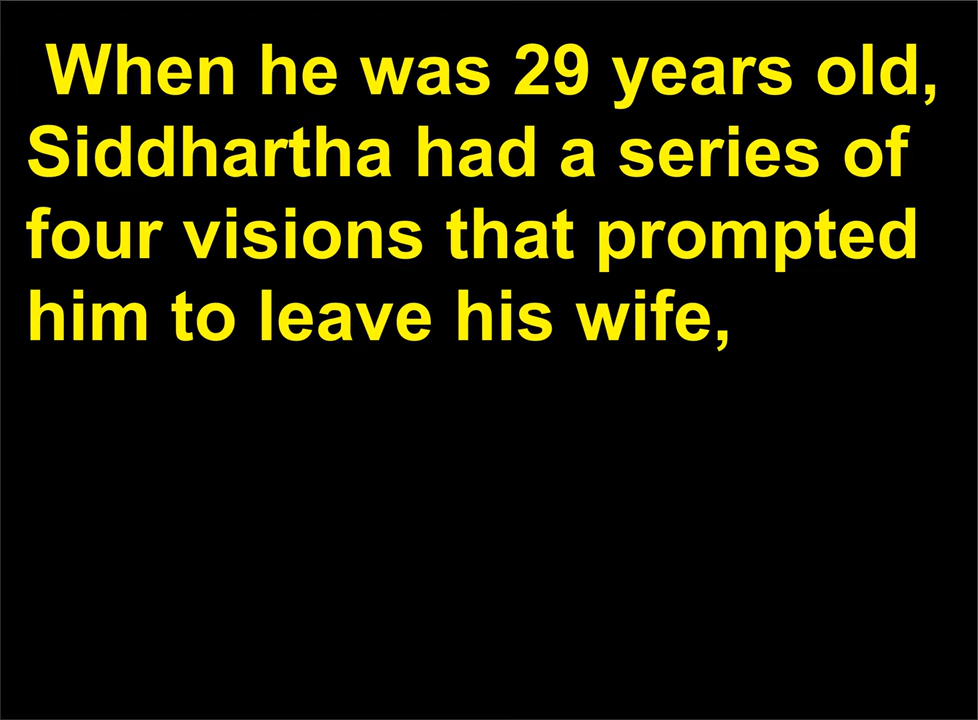 When he was 29 years old,
Siddhartha had a series of
four visions that prompted
him to leave his wife,